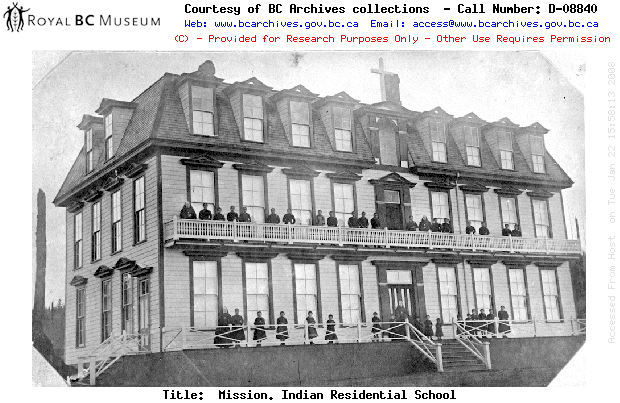 ROYAL BC MUSEUM
Courtesy of BC Archives collections - Call Number: D-08840
Web: www.bcarchives.gov.bc.ca Email: access@www.bcarchives.gov.bc.ca
(C) - Provided for Research Purposes Only - Other Use Requires Permission
Accessed From Host on Tue Jan 22 15:58:13 2008
Title: Mission. Indian Residential School